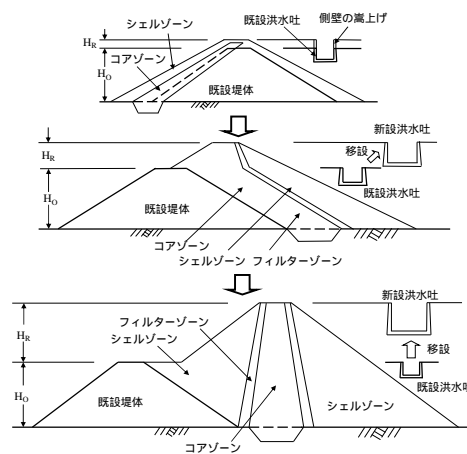 シェルゾーン
既設洪水吐
側壁の嵩上げ
HR
コアゾーン
HO
既設堤体
新設洪水吐
移設
HR
既設洪水吐
HO
既設堤体
コアゾーン
シェルゾーン
フィルターゾーン
新設洪水吐
フィルターゾーン
シェルゾーン
HR
移設
既設洪水吐
HO
既設堤体
シェルゾーン
コアゾーン